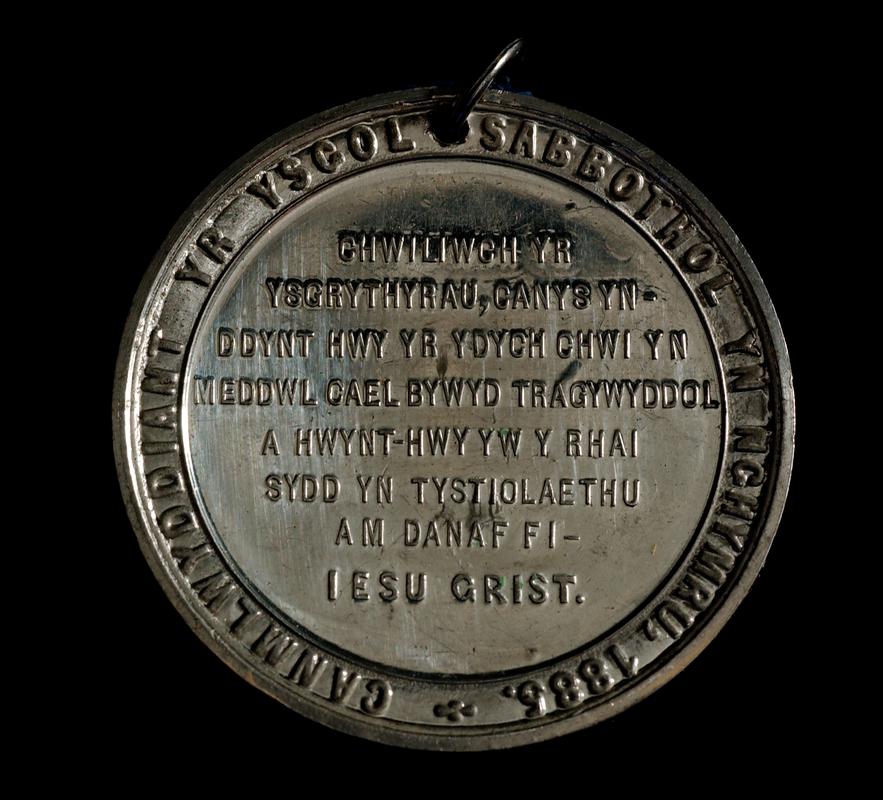 CANMLWYDDIANT YR YSGOL SABBOTHOL YN NGHYMRU, 1885.
CHWILIWCH YR
YSGRYTHYRAU, CANYS YN-
DDYNT HWY YR YDYCH CHWI YN
MEDDWL CAEL BYWYD TRAGYWYDDOL
A HWYNT-HWY YW Y RHAI
SYDD YN TYSTIOLAETHU
AM DANAF FI-
IESU GRIST.